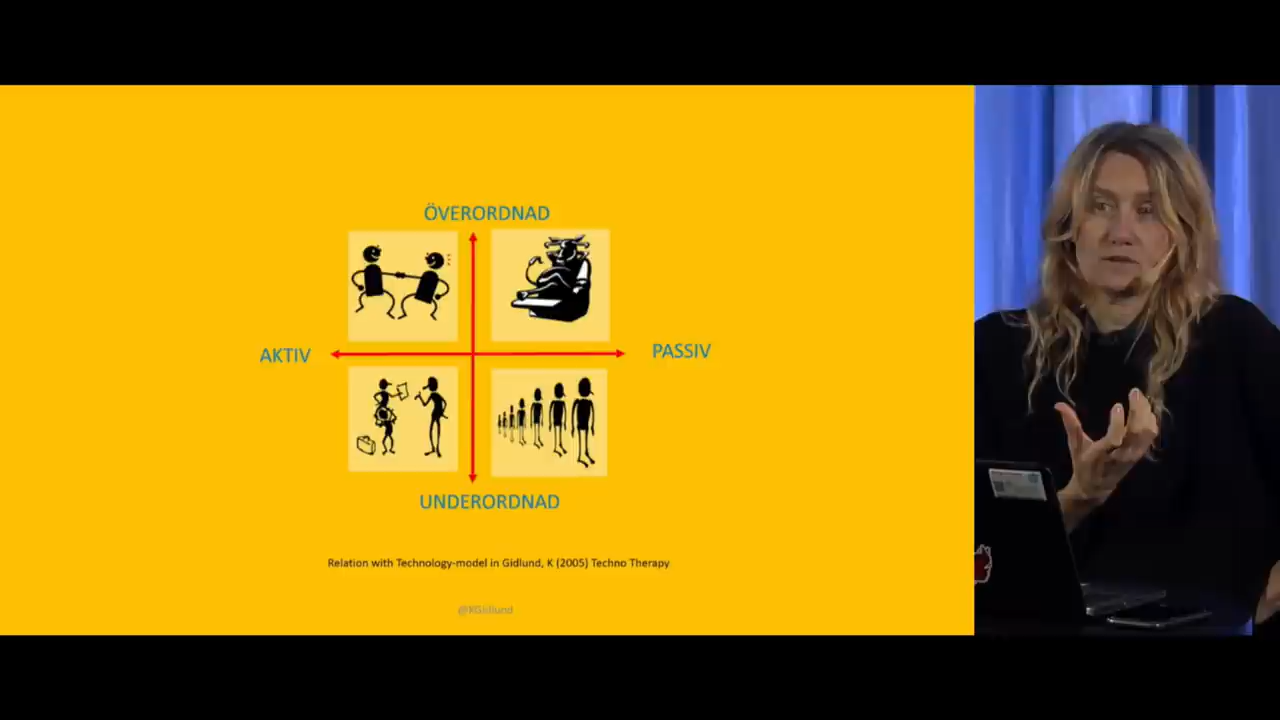 ÖVERORDNAD
AKTIV
PASSIV
UNDERORDNAD
Relation with Technology-model in Gidlund, K (2005) Techno Therapy
@KGidlund